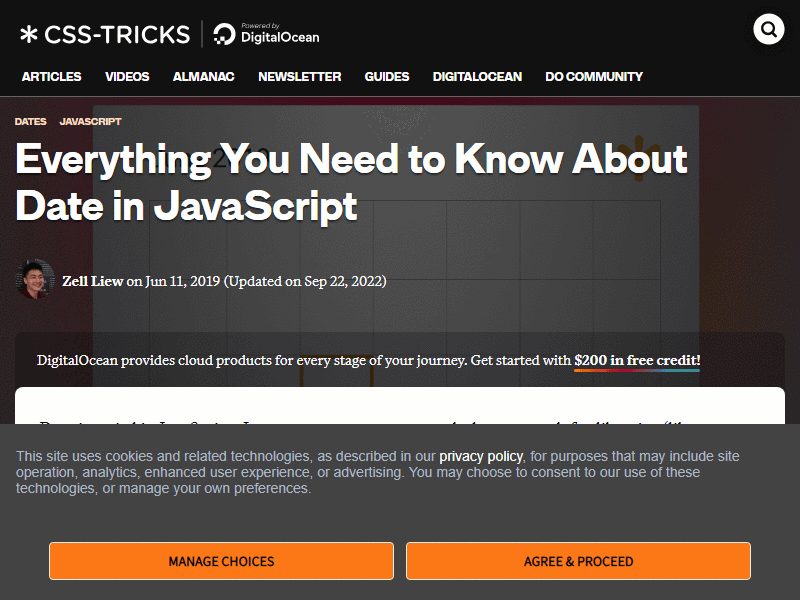 CSS-TRICKS
Powered by
DigitalOcean
ARTICLES VIDEOS ALMANAC NEWSLETTER GUIDES DIGITALOCEAN DO COMMUNITY
DATES JAVASCRIPT
Everything You Need to Know About
Date in JavaScript
Zell Liew on Jun 11, 2019 (Updated on Sep 22, 2022)
DigitalOcean provides cloud products for every stage of your journey. Get started with $200 in free credit!
This site uses cookies and related technologies, as described in our privacy policy, for purposes that may include site
operation, analytics, enhanced user experience, or advertising. You may choose to consent to our use of these
technologies, or manage your own preferences.
MANAGE CHOICES AGREE & PROCEED